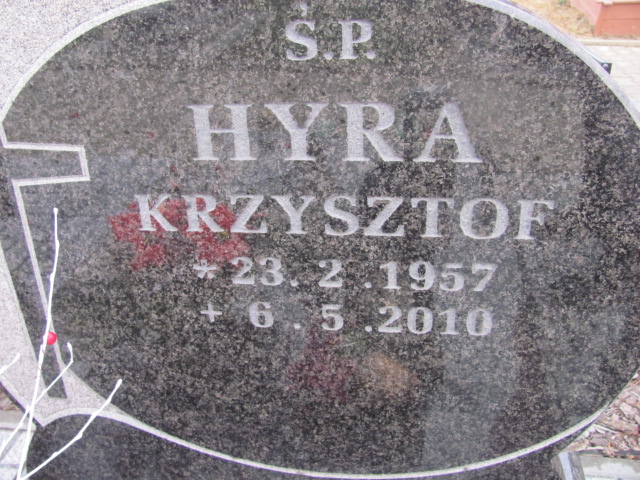 Ś.P.
HYRA
KRZYSZTOF
* 23.2.1957
+ 6.5.2010